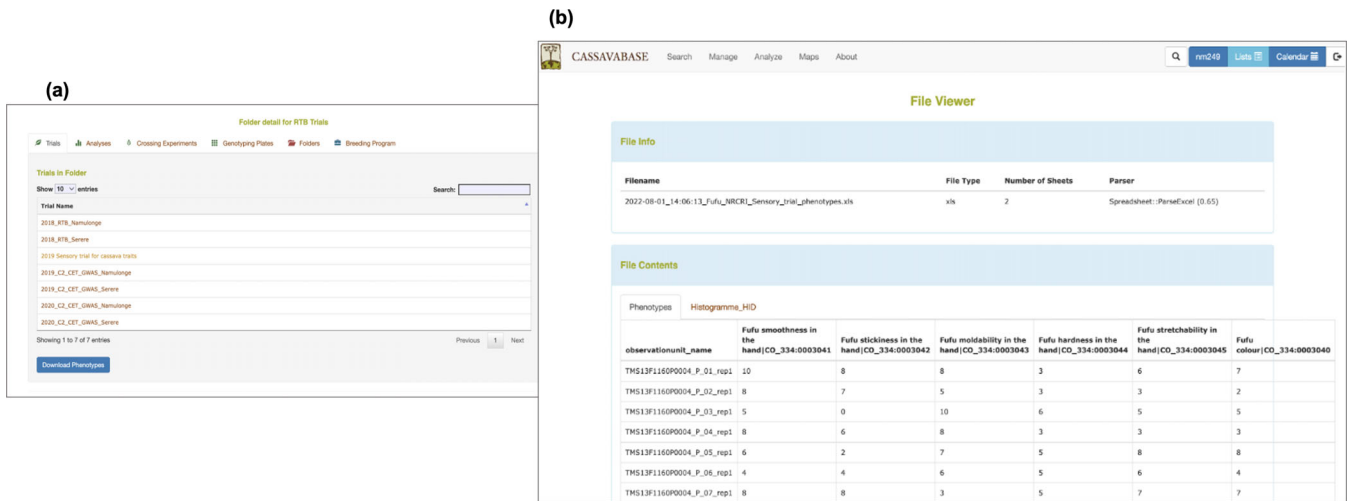 (a)
Folder detail for RTB Trials
Trials Analyses Crossing Experiments Genotyping Plates Folders Breeding Program
Trials in Folder
Show 10 entries Search:
Trial Name
2018_RTB_Namulonge
2018_RTB_Serere
2019 Sensory trial for cassava traits
2019_C2_CET_GWAS_Namulonge
2019_C2_CET_GWAS_Serere
2020_C2_CET_GWAS_Namulonge
2020_C2_CET_GWAS_Serere
Showing 1 to 7 of 7 entries Previous 1 Next
Download Phenotypes
(b)
CASSAVABASE Search Manage Analyze Maps About nm249 Lists Calendar
File Viewer
File Info
Filename File Type Number of Sheets Parser
2022-08-01_14:06:13_Fufu_NRCRI_Sensory_trial_phenotypes.xls xls 2 Spreadsheet::ParseExcel (0.65)
File Contents
Phenotypes Histogramme_HID
Fufu smoothness in Fufu stretchability in
the Fufu stickiness in the Fufu moldability in the Fufu hardness in the the Fufu
observationunit_name hand|CO_334:0003041 hand|CO_334:0003042 hand|CO_334:0003043 hand|CO_334:0003044 hand|CO_334:0003045 colour|CO_334:0003040
TMS13F1160P0004_P_01_rep1 10 8 8 3 6 7
TMS13F1160P0004_P_02_rep1 8 7 5 3 3 2
TMS13F1160P0004_P_03_rep1 5 0 10 6 5 5
TMS13F1160P0004_P_04_rep1 8 6 8 3 3 3
TMS13F1160P0004_P_05_rep1 6 2 7 5 8 8
TMS13F1160P0004_P_06_rep1 4 4 6 5 6 4
TMS13F1160P0004_P_07_rep1 8 8 3 5 7 7